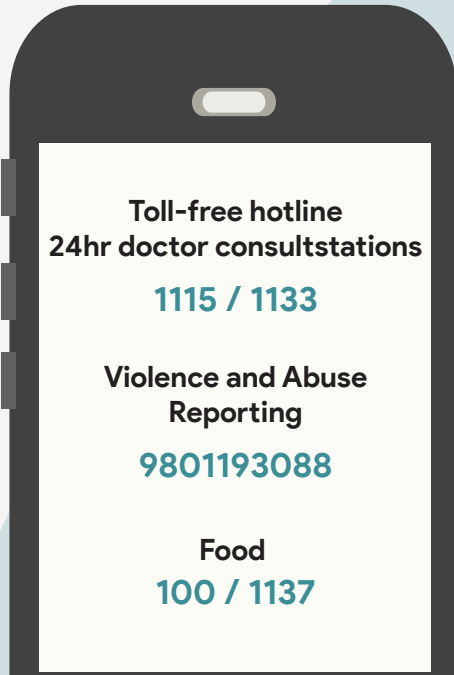 Toll-free hotline
24hr doctor consultstations
1115 / 1133
Violence and Abuse
Reporting
9801193088
Food
100 / 1137